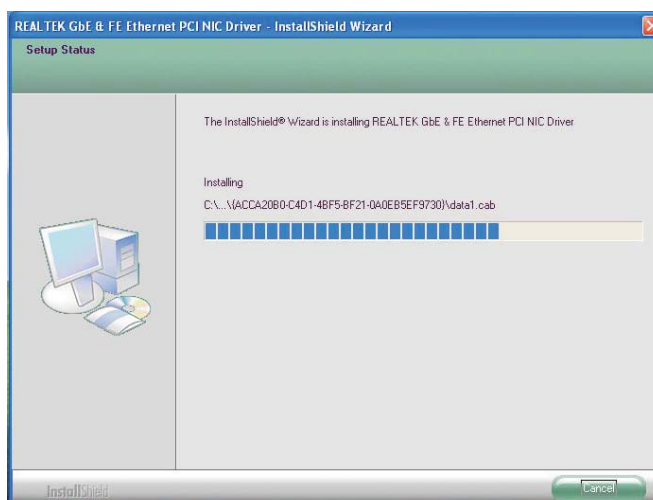 REALTEK GbE & FE Ethernet PCI NIC Driver - InstallShield Wizard
Setup Status
The InstallShield® Wizard is installing REALTEK GbE & FE Ethernet PCI NIC Driver
Installing
C:\...\{ACCA20B0-C4D1-4BF5-BF21-0A0EB5EF9730}\data1.cab
InstallShield
Cancel